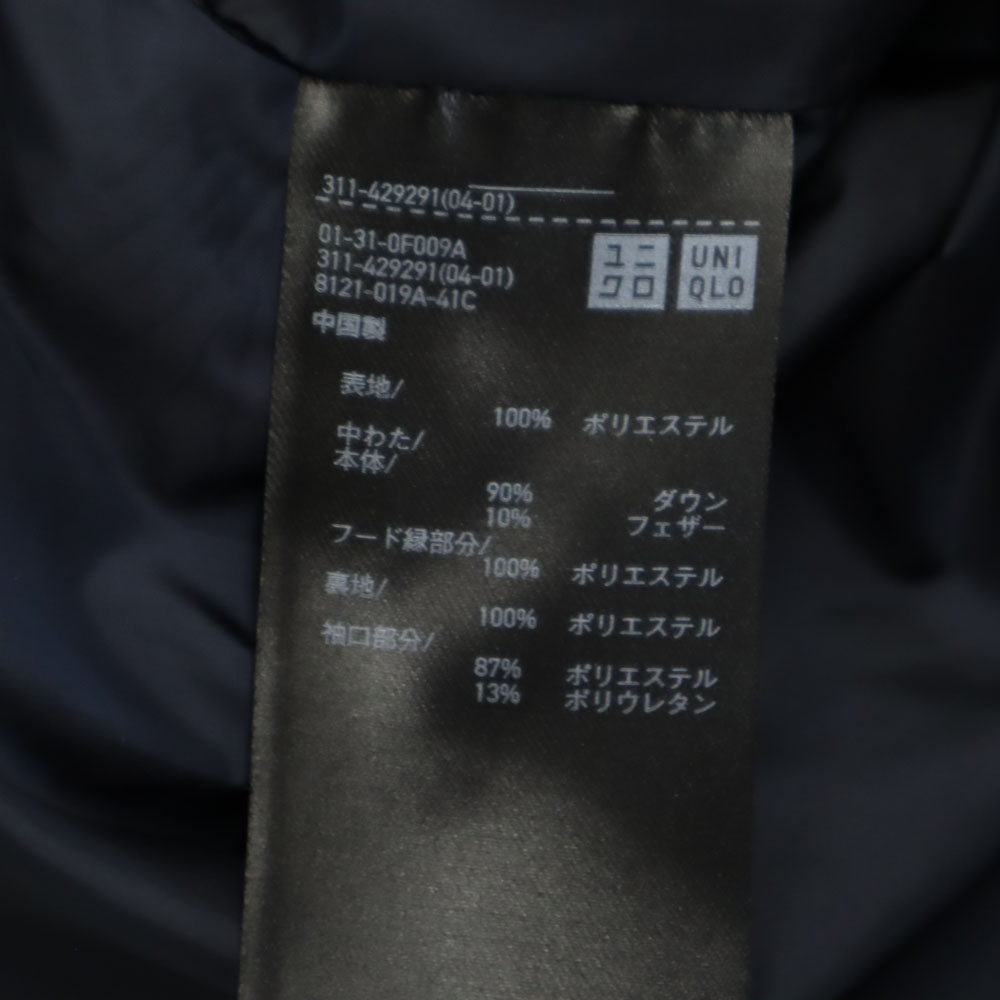 311-429291(04-01)
01-31-0F009A
311-429291(04-01)
8121-019A-41C
中国製
ユニ
クロ
UNI
QLO
表地/
100% ポリエステル
中わた/
本体/
90% ダウン
10% フェザー
フード縁部分/
100% ポリエステル
裏地/
100% ポリエステル
袖口部分/
87% ポリエステル
13% ポリウレタン